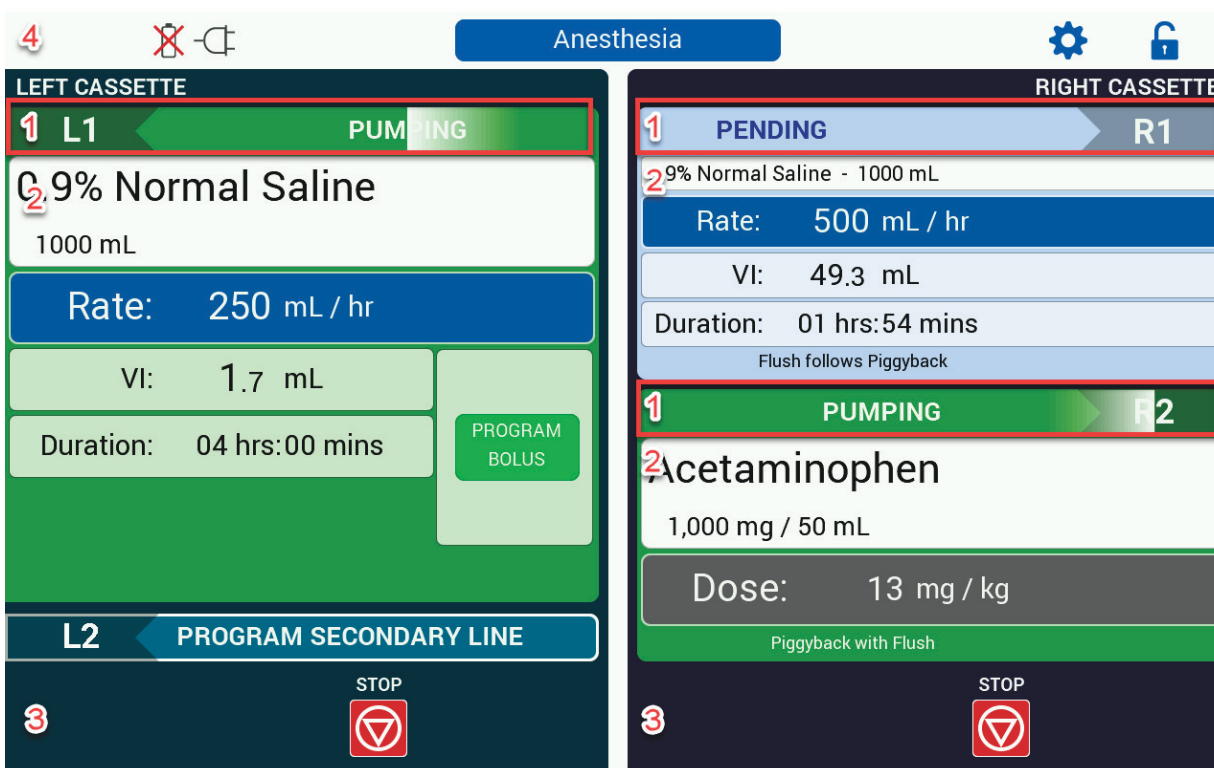 4 Anesthesia
LEFT CASSETTE
1 L1 PUMPING
2 0.9% Normal Saline
1000 mL
Rate: 250 mL / hr
VI: 1.7 mL
Duration: 04 hrs:00 mins
PROGRAM
BOLUS
L2 PROGRAM SECONDARY LINE
STOP
3
RIGHT CASSETTE
1 PENDING R1
2 9% Normal Saline - 1000 mL
Rate: 500 mL / hr
VI: 49.3 mL
Duration: 01 hrs:54 mins
Flush follows Piggyback
1 PUMPING R2
2 Acetaminophen
1,000 mg / 50 mL
Dose: 13 mg / kg
Piggyback with Flush
STOP
3